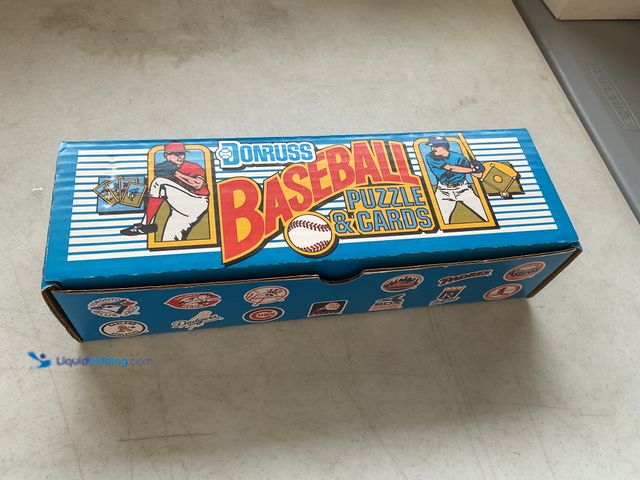 DONRUSS
BASEBALL
PUZZLE
& CARDS
PADRES
Dodgers
CUBS
Liquidbidding.com